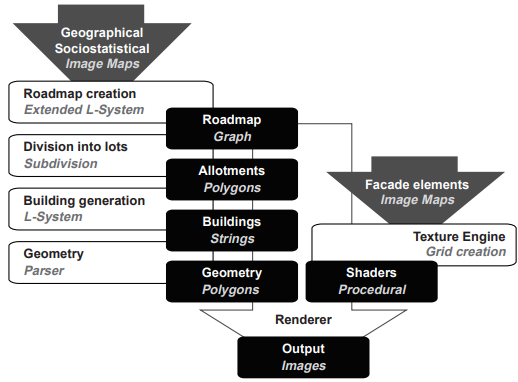 Geographical
Sociostatistical
Image Maps
Roadmap creation
Extended L-System
Roadmap
Graph
Division into lots
Subdivision
Allotments
Polygons
Building generation
L-System
Buildings
Strings
Geometry
Parser
Geometry
Polygons
Facade elements
Image Maps
Texture Engine
Grid creation
Shaders
Procedural
Renderer
Output
Images